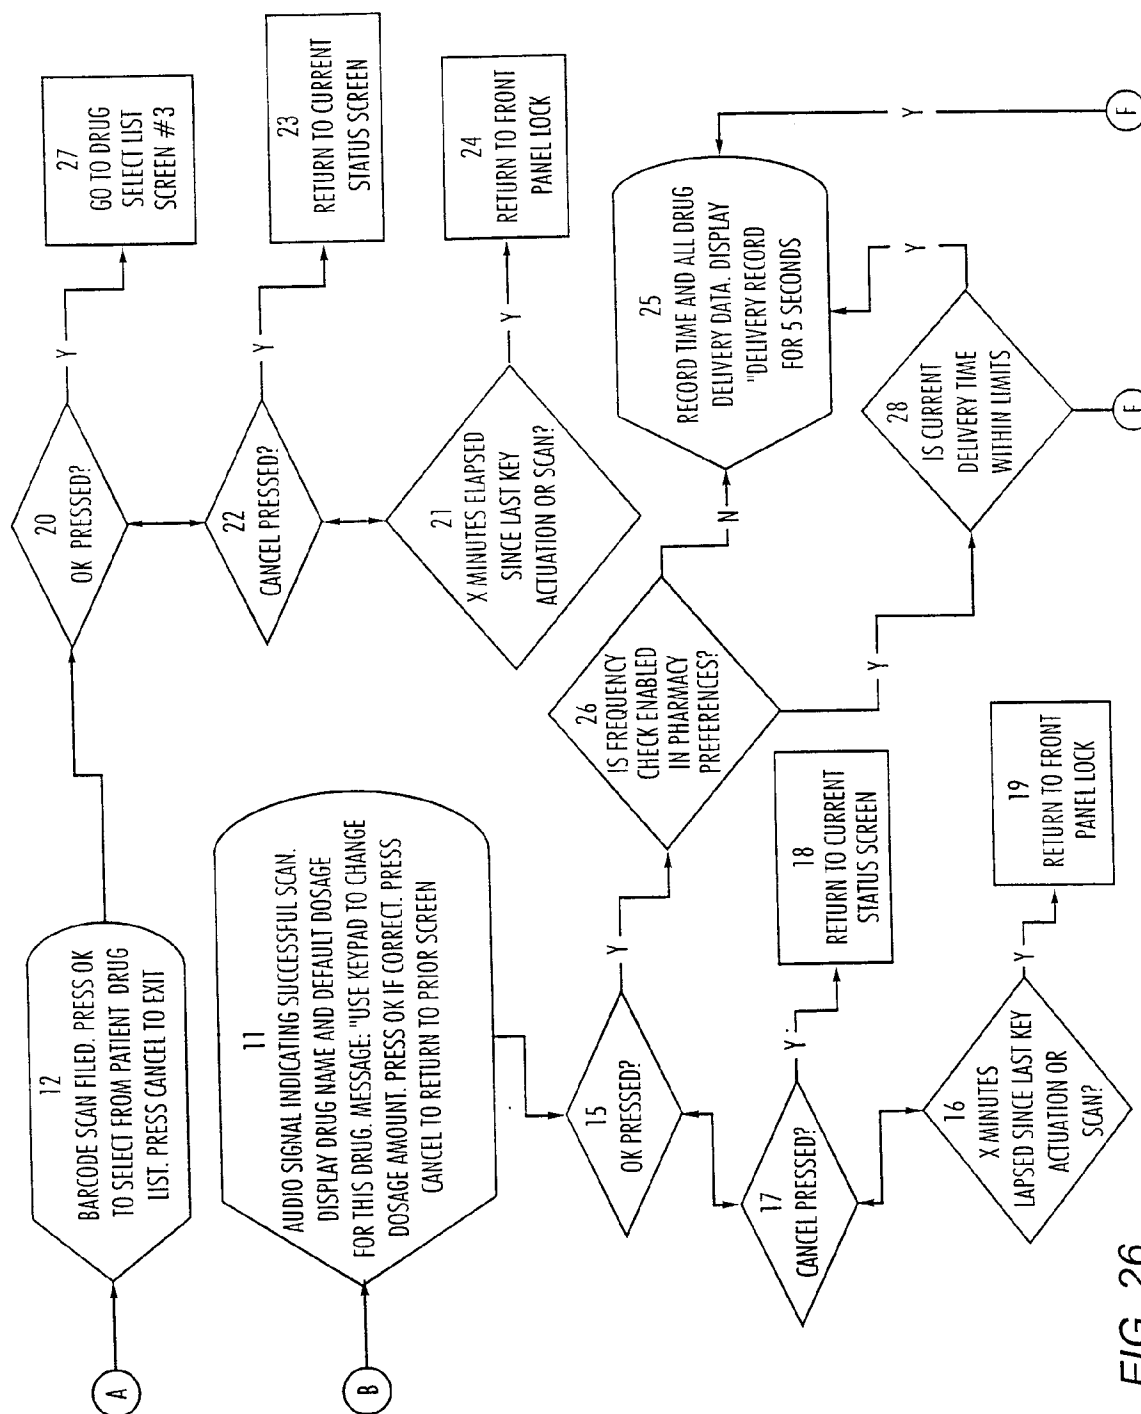 A
12
BARCODE SCAN FILED. PRESS OK
TO SELECT FROM PATIENT DRUG
LIST. PRESS CANCEL TO EXIT
20
OK PRESSED?
Y
27
GO TO DRUG
SELECT LIST
SCREEN #3
22
CANCEL PRESSED?
Y
23
RETURN TO CURRENT
STATUS SCREEN
21
X MINUTES ELAPSED
SINCE LAST KEY
ACTUATION OR SCAN?
Y
24
RETURN TO FRONT
PANEL LOCK
B
11
AUDIO SIGNAL INDICATING SUCCESSFUL SCAN.
DISPLAY DRUG NAME AND DEFAULT DOSAGE
FOR THIS DRUG. MESSAGE: "USE KEYPAD TO CHANGE
DOSAGE AMOUNT. PRESS OK IF CORRECT. PRESS
CANCEL TO RETURN TO PRIOR SCREEN
15
OK PRESSED?
Y
26
IS FREQUENCY
CHECK ENABLED
IN PHARMACY
PREFERENCES?
N
25
RECORD TIME AND ALL DRUG
DELIVERY DATA. DISPLAY
"DELIVERY RECORD
FOR 5 SECONDS
Y
28
IS CURRENT
DELIVERY TIME
WITHIN LIMITS
Y
Y
17
CANCEL PRESSED?
Y
18
RETURN TO CURRENT
STATUS SCREEN
16
X MINUTES
LAPSED SINCE LAST KEY
ACTUATION OR
SCAN?
Y
19
RETURN TO FRONT
PANEL LOCK
FIG. 26